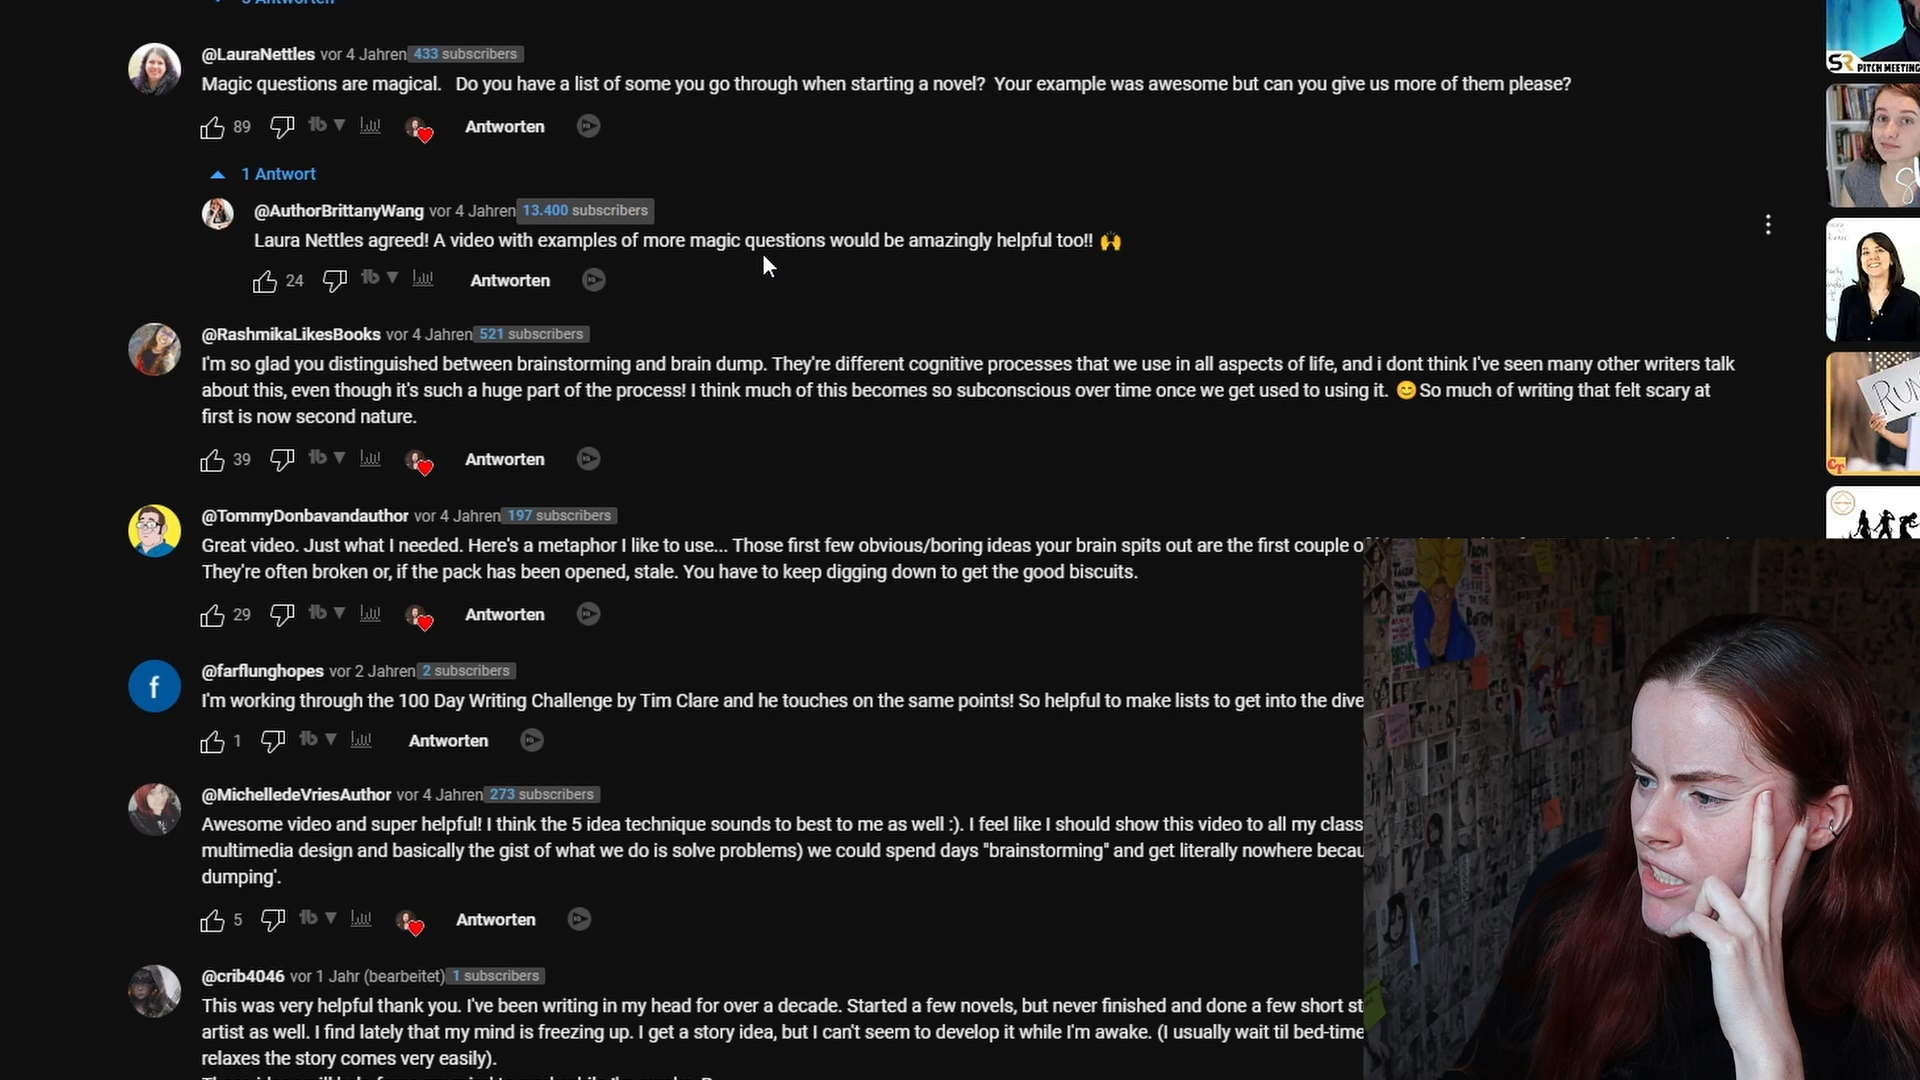 3 Antworten
@LauraNettles vor 4 Jahren 433 subscribers
Magic questions are magical. Do you have a list of some you go through when starting a novel? Your example was awesome but can you give us more of them please?
89 Antworten
1 Antwort
@AuthorBrittanyWang vor 4 Jahren 13.400 subscribers
Laura Nettles agreed! A video with examples of more magic questions would be amazingly helpful too!! 🙌
24 Antworten
@RashmikaLikesBooks vor 4 Jahren 521 subscribers
I'm so glad you distinguished between brainstorming and brain dump. They're different cognitive processes that we use in all aspects of life, and i dont think I've seen many other writers talk
about this, even though it's such a huge part of the process! I think much of this becomes so subconscious over time once we get used to using it. 😊 So much of writing that felt scary at
first is now second nature.
39 Antworten
@TommyDonbavandauthor vor 4 Jahren 197 subscribers
Great video. Just what I needed. Here's a metaphor I like to use... Those first few obvious/boring ideas your brain spits out are the first couple
They're often broken or, if the pack has been opened, stale. You have to keep digging down to get the good biscuits.
29 Antworten
f
@farflunghopes vor 2 Jahren 2 subscribers
I'm working through the 100 Day Writing Challenge by Tim Clare and he touches on the same points! So helpful to make lists to get into the dive
1 Antworten
@MichelledeVriesAuthor vor 4 Jahren 273 subscribers
Awesome video and super helpful! I think the 5 idea technique sounds to best to me as well :). I feel like I should show this video to all my class
multimedia design and basically the gist of what we do is solve problems) we could spend days "brainstorming" and get literally nowhere becau
dumping'.
5 Antworten
@crib4046 vor 1 Jahr (bearbeitet) 1 subscribers
This was very helpful thank you. I've been writing in my head for over a decade. Started a few novels, but never finished and done a few short st
artist as well. I find lately that my mind is freezing up. I get a story idea, but I can't seem to develop it while I'm awake. (I usually wait til bed-time
relaxes the story comes very easily).
SR PITCH MEETING
RUN
CT